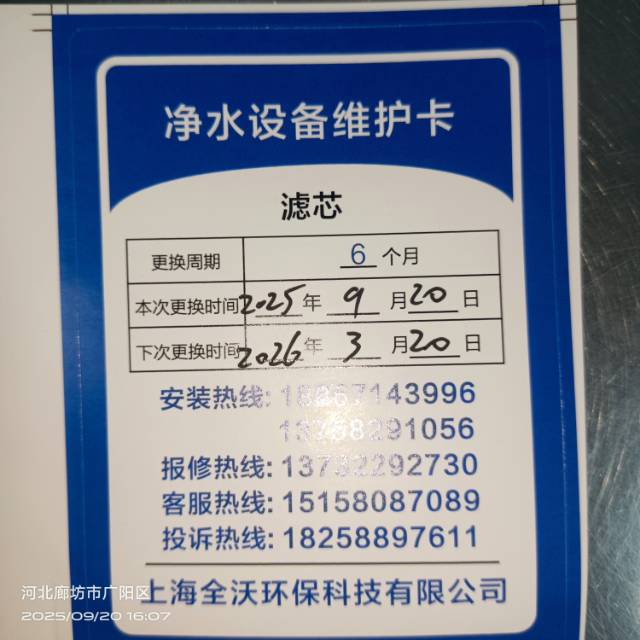 净水设备维护卡
滤芯
更换周期 6 个月
本次更换时间 2025 年 9 月 20 日
下次更换时间 2026 年 3 月 20 日
安装热线:
报修热线: 13732292730
客服热线: 15158087089
投诉热线: 18258897611
上海全沃环保科技有限公司
河北廊坊市广阳区
2025/09/20 16:07